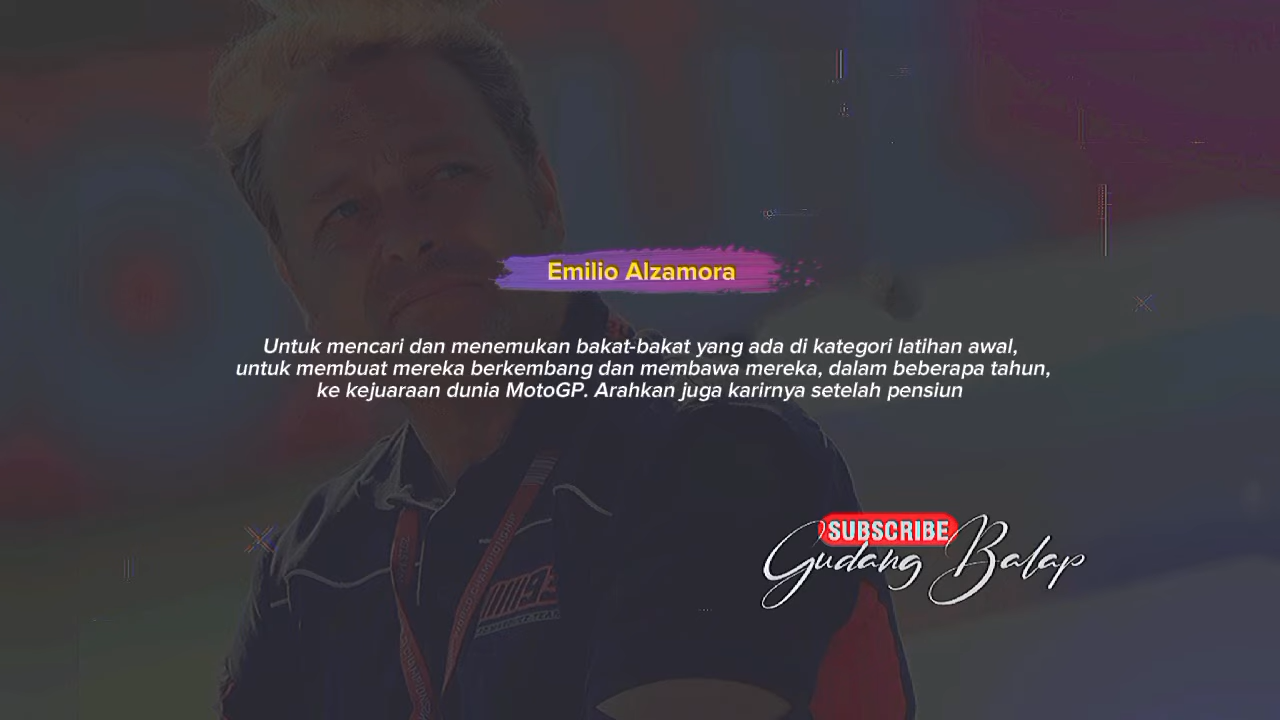 Emilio Alzamora
Untuk mencari dan menemukan bakat-bakat yang ada di kategori latihan awal,
untuk membuat mereka berkembang dan membawa mereka, dalam beberapa tahun,
ke kejuaraan dunia MotoGP. Arahkan juga karirnya setelah pensiun
SUBSCRIBE
Gudang Balap